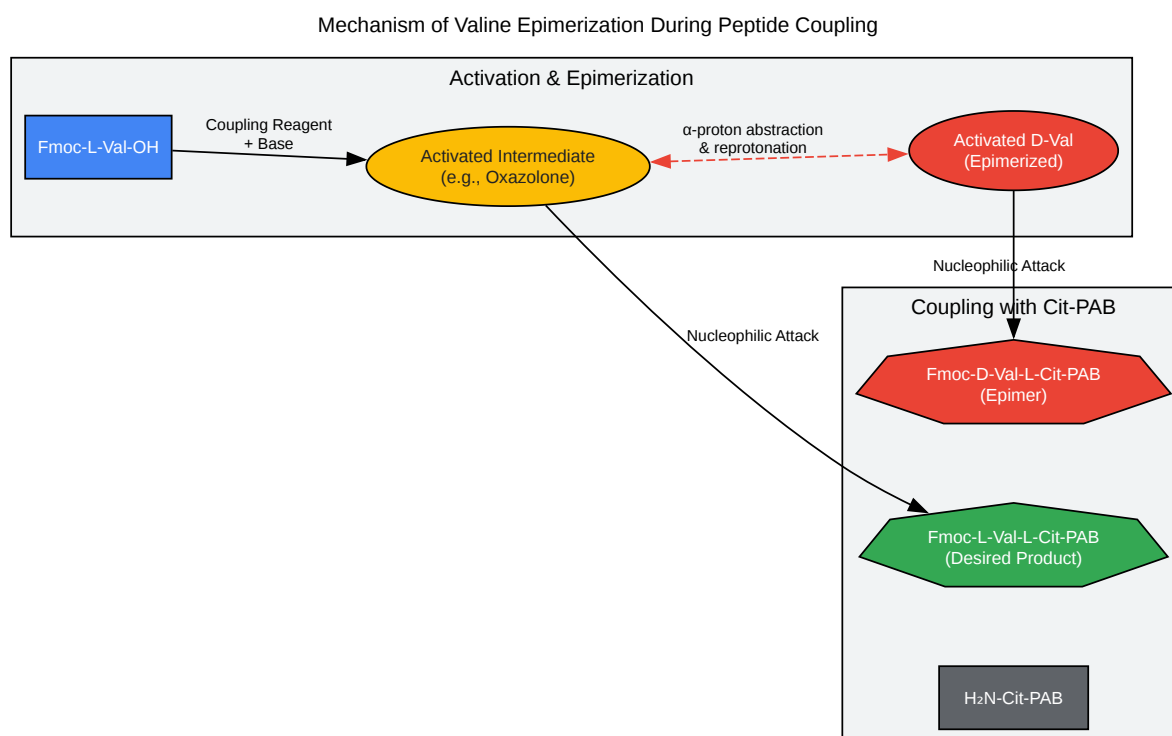 Mechanism of Valine Epimerization During Peptide Coupling
Activation & Epimerization
Fmoc-L-Val-OH
Coupling Reagent
+ Base
Activated Intermediate
(e.g., Oxazolone)
α-proton abstraction
& reprotonation
Activated D-Val
(Epimerized)
Nucleophilic Attack
Coupling with Cit-PAB
Nucleophilic Attack
Fmoc-D-Val-L-Cit-PAB
(Epimer)
Fmoc-L-Val-L-Cit-PAB
(Desired Product)
H₂N-Cit-PAB